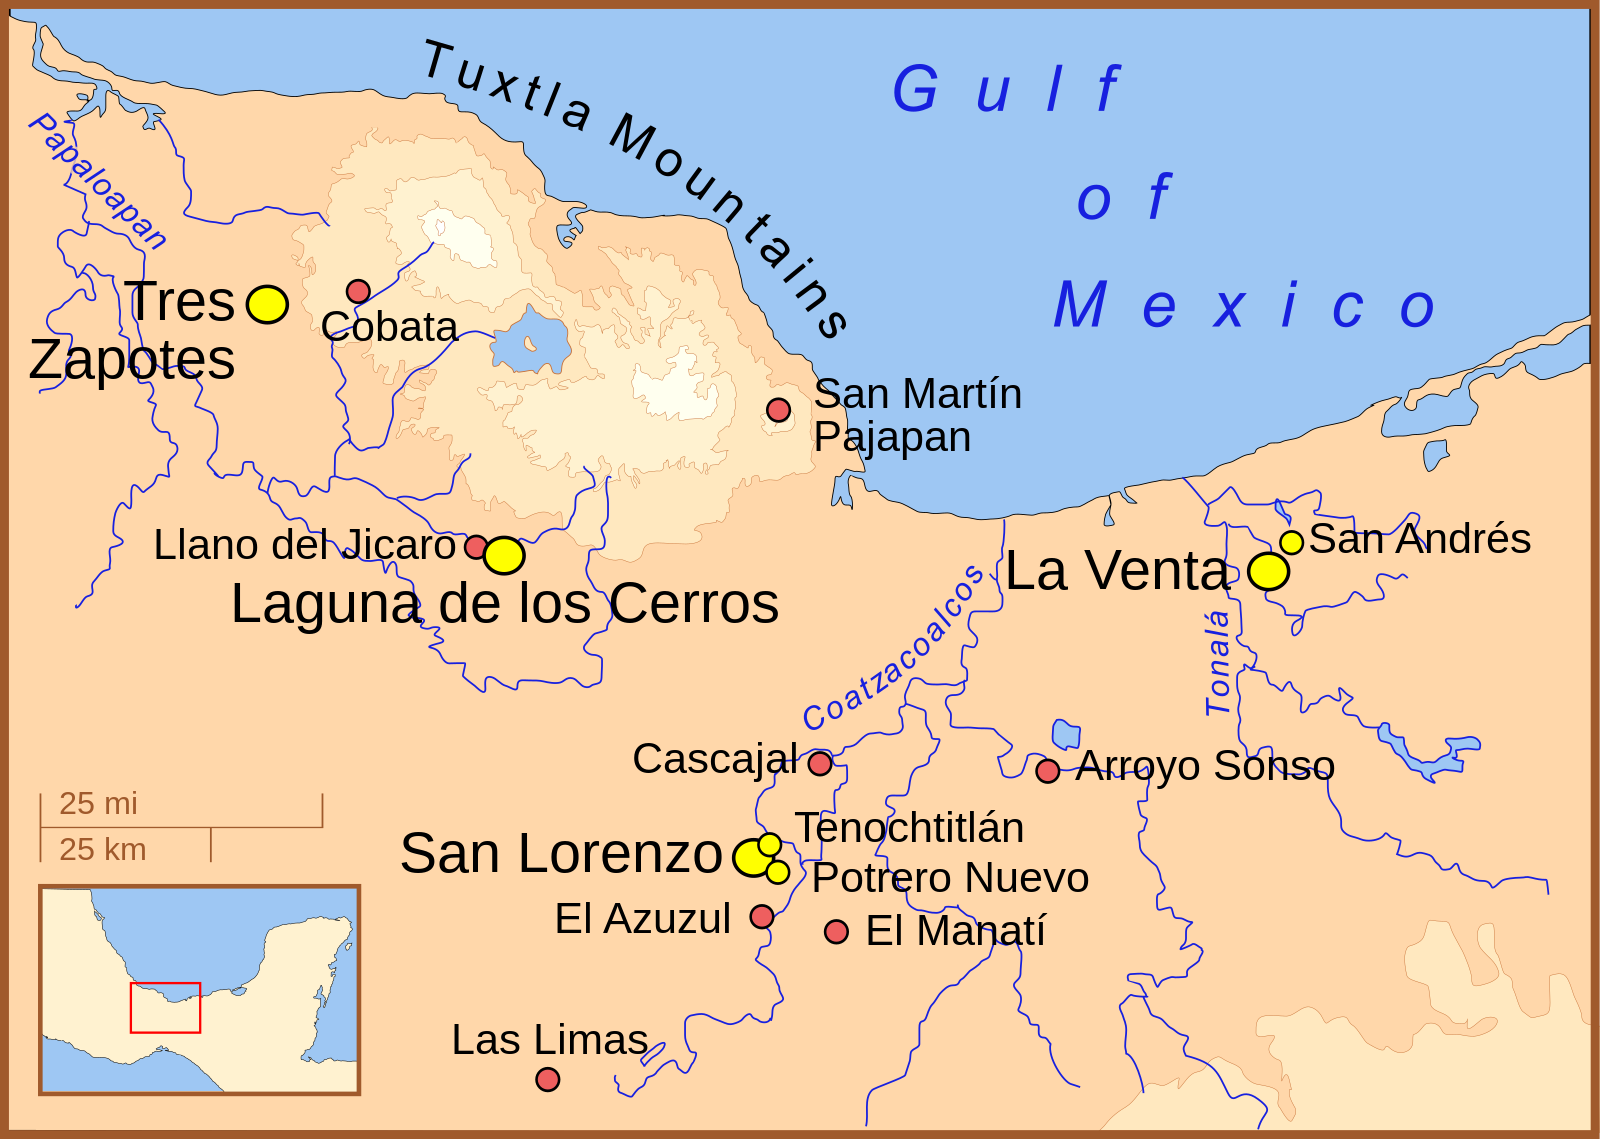 Tuxtla Mountains
Gulf
of
Mexico
Papaloapan
Tres
Zapotes
Cobata
San Martín
Pajapan
Llano del Jicaro
Laguna de los Cerros
La Venta
San Andrés
Coatzacoalcos
Tonalá
Cascajal
Arroyo Sonso
25 mi
25 km
San Lorenzo
Tenochtitlán
Potrero Nuevo
El Azuzul
El Manatí
Las Limas